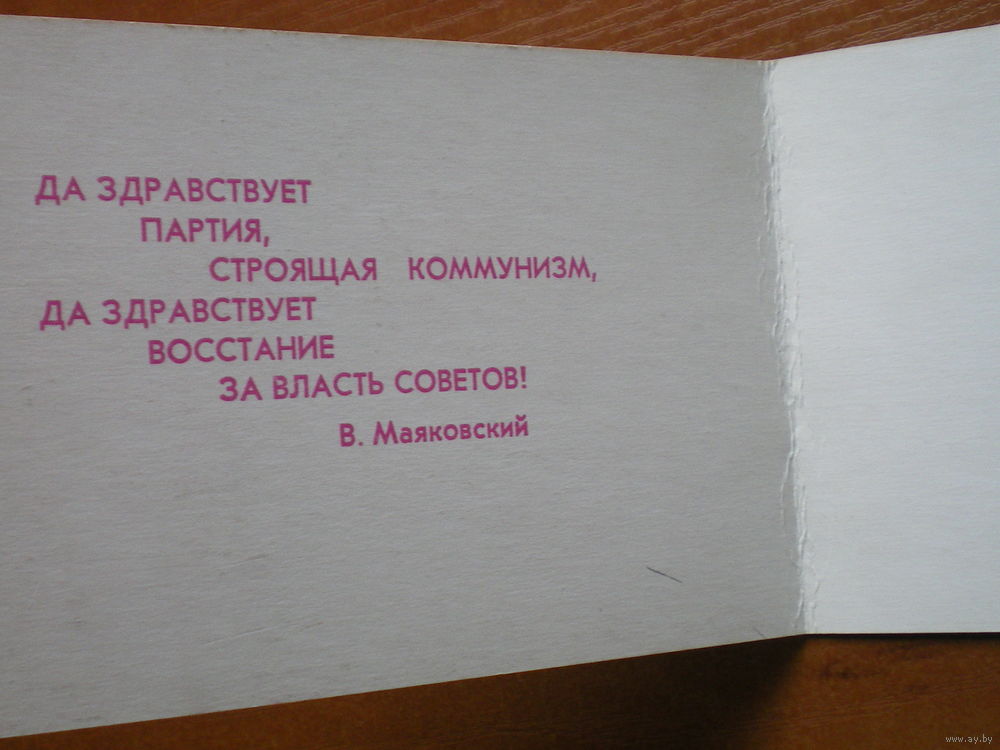 ДА ЗДРАВСТВУЕТ
ПАРТИЯ,
СТРОЯЩАЯ КОММУНИЗМ,
ДА ЗДРАВСТВУЕТ
ВОССТАНИЕ
ЗА ВЛАСТЬ СОВЕТОВ!
В. Маяковский
www.ay.by